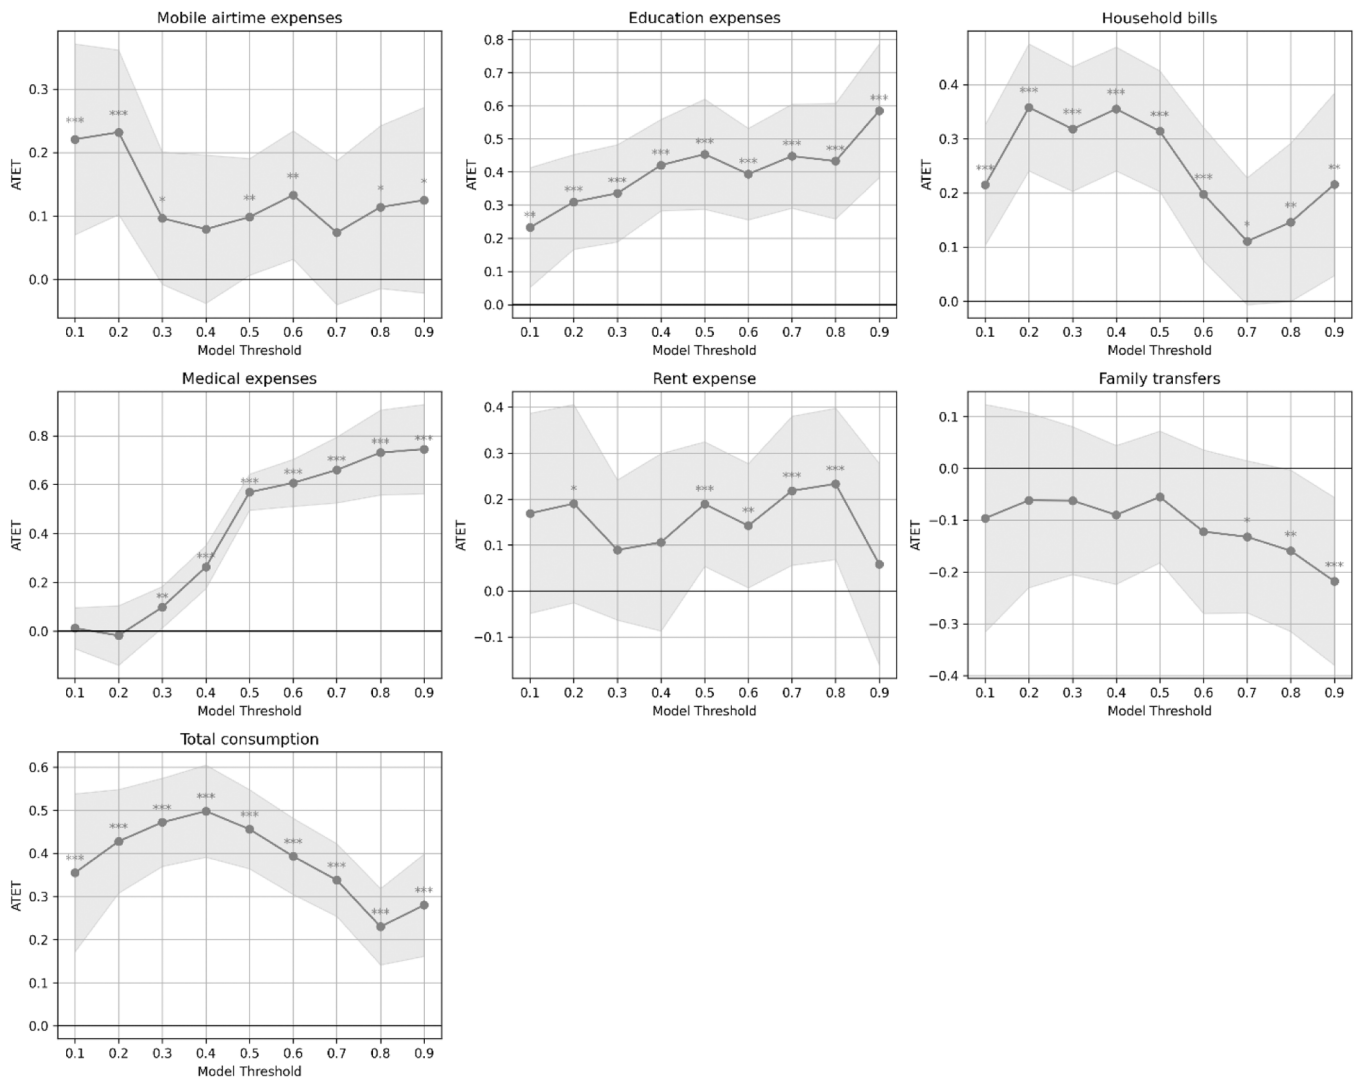 Mobile airtime expenses
ATET
0.3
0.2
0.1
0.0
*** *** * ** ** * *
0.1 0.2 0.3 0.4 0.5 0.6 0.7 0.8 0.9
Model Threshold
Education expenses
ATET
0.8
0.7
0.6
0.5
0.4
0.3
0.2
0.1
0.0
** *** *** *** *** *** *** *** ***
0.1 0.2 0.3 0.4 0.5 0.6 0.7 0.8 0.9
Model Threshold
Household bills
ATET
0.4
0.3
0.2
0.1
0.0
*** *** *** *** *** *** * ** **
0.1 0.2 0.3 0.4 0.5 0.6 0.7 0.8 0.9
Model Threshold
Medical expenses
ATET
0.8
0.6
0.4
0.2
0.0
** *** *** *** *** *** ***
0.1 0.2 0.3 0.4 0.5 0.6 0.7 0.8 0.9
Model Threshold
Rent expense
ATET
0.4
0.3
0.2
0.1
0.0
−0.1
* *** ** *** ***
0.1 0.2 0.3 0.4 0.5 0.6 0.7 0.8 0.9
Model Threshold
Family transfers
ATET
0.1
0.0
−0.1
−0.2
−0.3
−0.4
* ** ***
0.1 0.2 0.3 0.4 0.5 0.6 0.7 0.8 0.9
Model Threshold
Total consumption
ATET
0.6
0.5
0.4
0.3
0.2
0.1
0.0
*** *** *** *** *** *** *** *** ***
0.1 0.2 0.3 0.4 0.5 0.6 0.7 0.8 0.9
Model Threshold